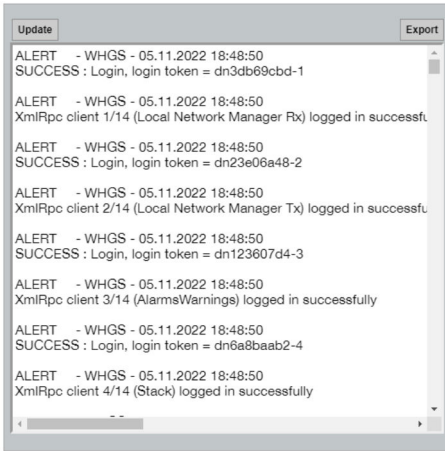 Update
Export
ALERT - WHGS - 05.11.2022 18:48:50
SUCCESS : Login, login token = dn3db69cbd-1
ALERT - WHGS - 05.11.2022 18:48:50
XmlRpc client 1/14 (Local Network Manager Rx) logged in successfu
ALERT - WHGS - 05.11.2022 18:48:50
SUCCESS : Login, login token = dn23e06a48-2
ALERT - WHGS - 05.11.2022 18:48:50
XmlRpc client 2/14 (Local Network Manager Tx) logged in successfu
ALERT - WHGS - 05.11.2022 18:48:50
SUCCESS : Login, login token = dn123607d4-3
ALERT - WHGS - 05.11.2022 18:48:50
XmlRpc client 3/14 (AlarmsWarnings) logged in successfully
ALERT - WHGS - 05.11.2022 18:48:50
SUCCESS : Login, login token = dn6a8baab2-4
ALERT - WHGS - 05.11.2022 18:48:50
XmlRpc client 4/14 (Stack) logged in successfully